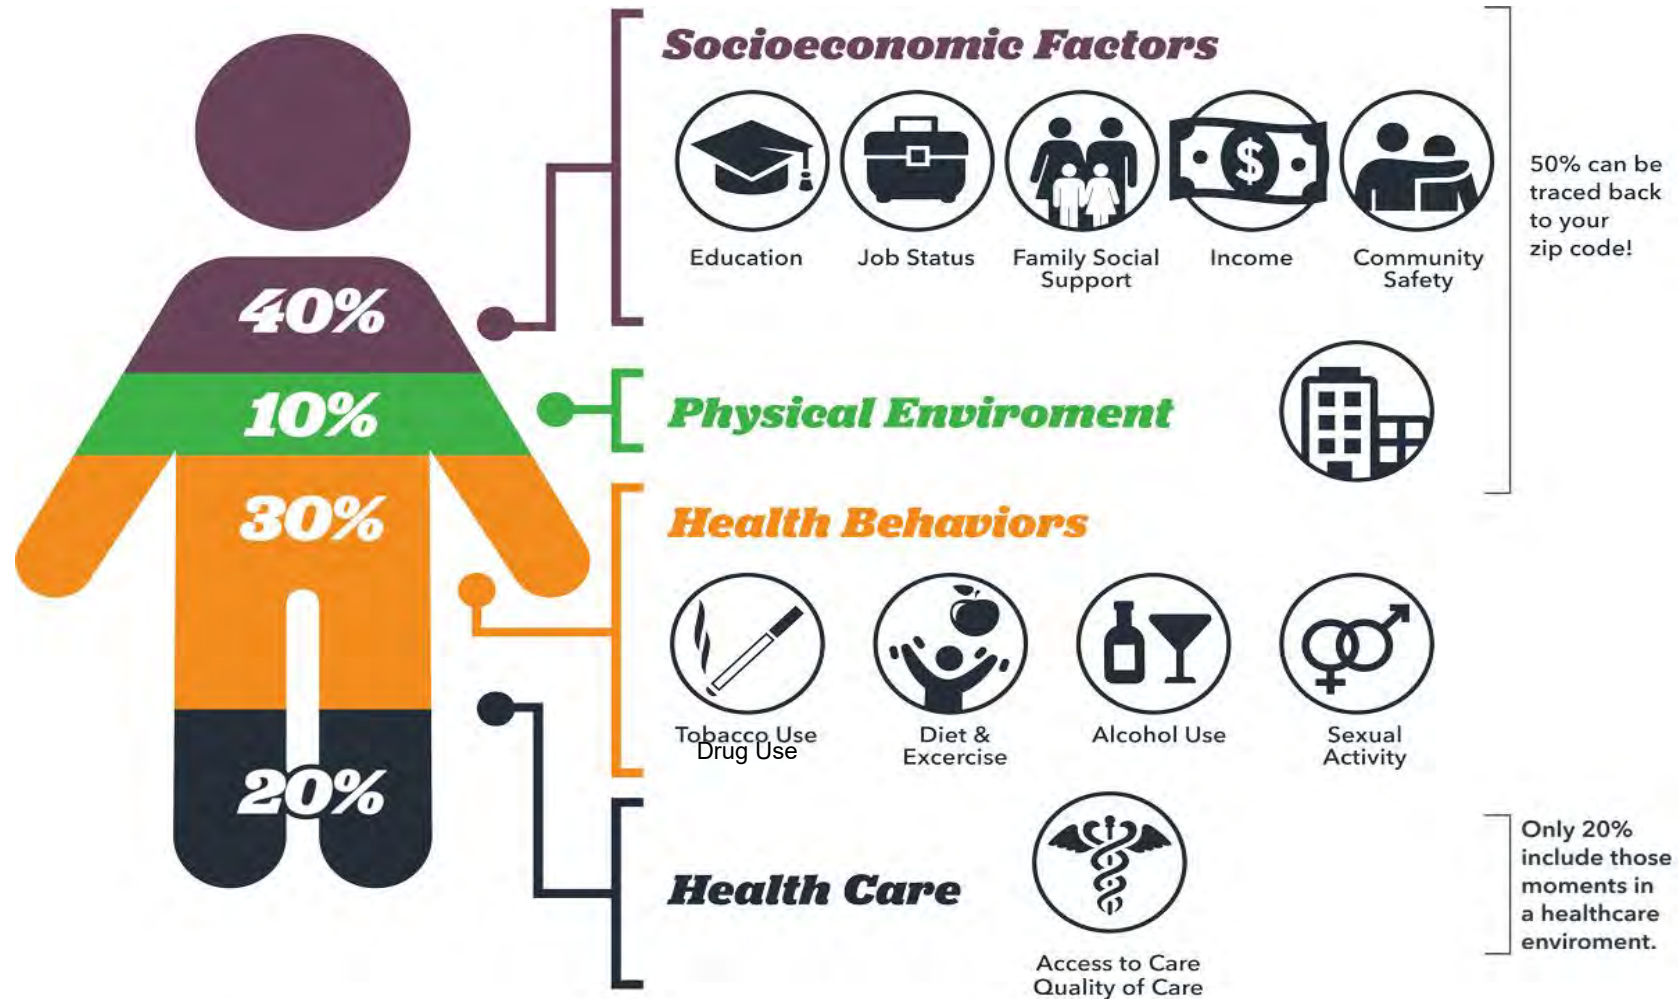 Socioeconomic Factors
Education
Job Status
Family Social
Support
Income
Community
Safety
50% can be
traced back
to your
zip code!
40%
10%
Physical Enviroment
30%
Health Behaviors
Tobacco Use
Drug Use
Diet &
Excercise
Alcohol Use
Sexual
Activity
20%
Health Care
Access to Care
Quality of Care
Only 20%
include those
moments in
a healthcare
enviroment.
$